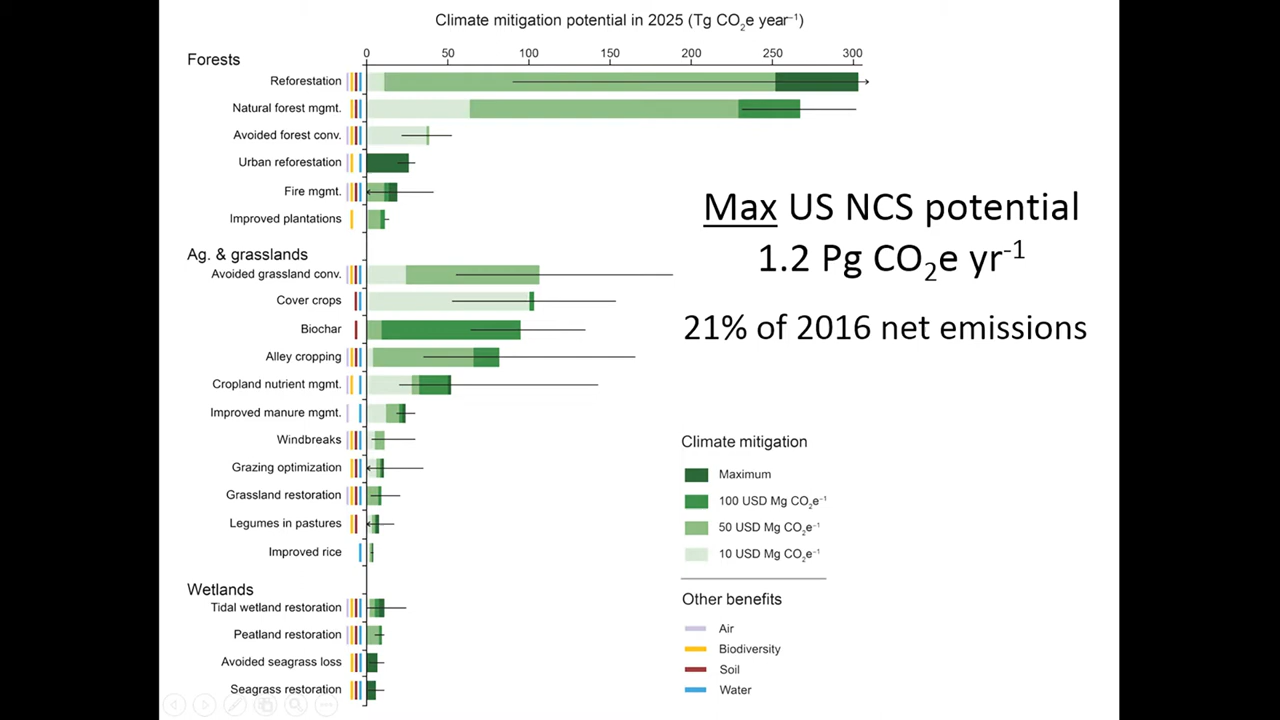 Climate mitigation potential in 2025 (Tg CO₂e year⁻¹)
0 50 100 150 200 250 300
Forests
Reforestation
Natural forest mgmt.
Avoided forest conv.
Urban reforestation
Fire mgmt.
Improved plantations
Ag. & grasslands
Avoided grassland conv.
Cover crops
Biochar
Alley cropping
Cropland nutrient mgmt.
Improved manure mgmt.
Windbreaks
Grazing optimization
Grassland restoration
Legumes in pastures
Improved rice
Wetlands
Tidal wetland restoration
Peatland restoration
Avoided seagrass loss
Seagrass restoration
Max US NCS potential
1.2 Pg CO₂e yr⁻¹
21% of 2016 net emissions
Climate mitigation
Maximum
100 USD Mg CO₂e⁻¹
50 USD Mg CO₂e⁻¹
10 USD Mg CO₂e⁻¹
Other benefits
Air
Biodiversity
Soil
Water